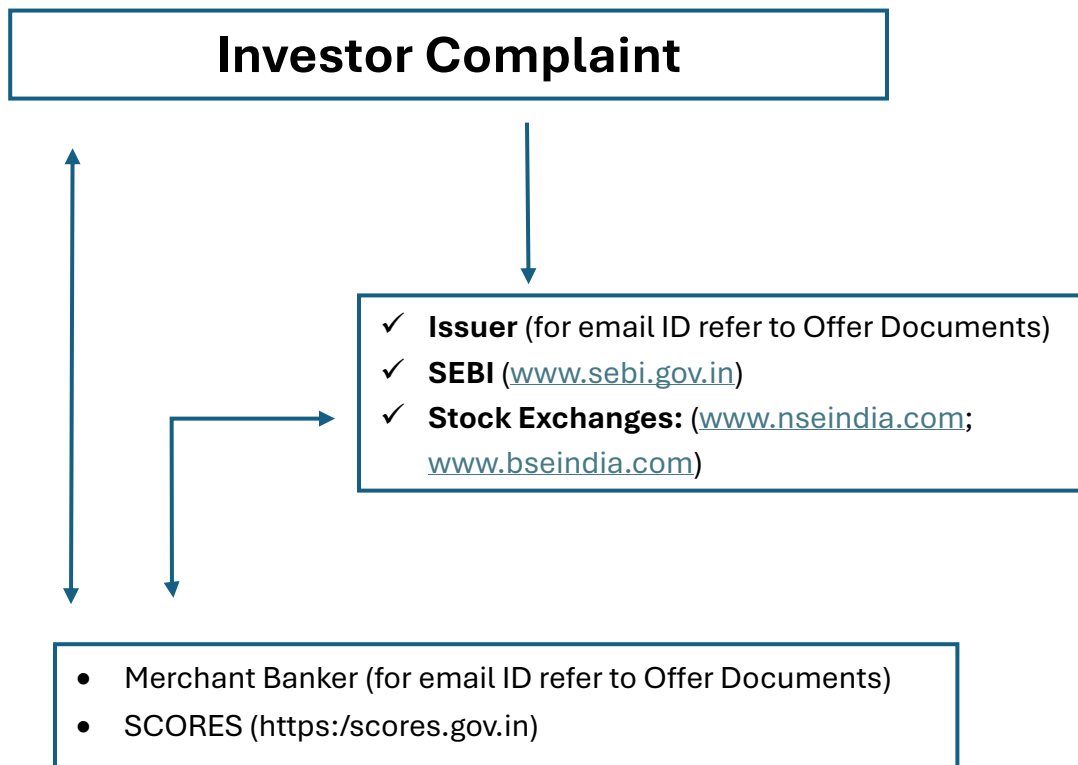 Investor Complaint
✓ Issuer (for email ID refer to Offer Documents)
✓ SEBI (www.sebi.gov.in)
✓ Stock Exchanges: (www.nseindia.com;
www.bseindia.com)
• Merchant Banker (for email ID refer to Offer Documents)
• SCORES (https:/scores.gov.in)